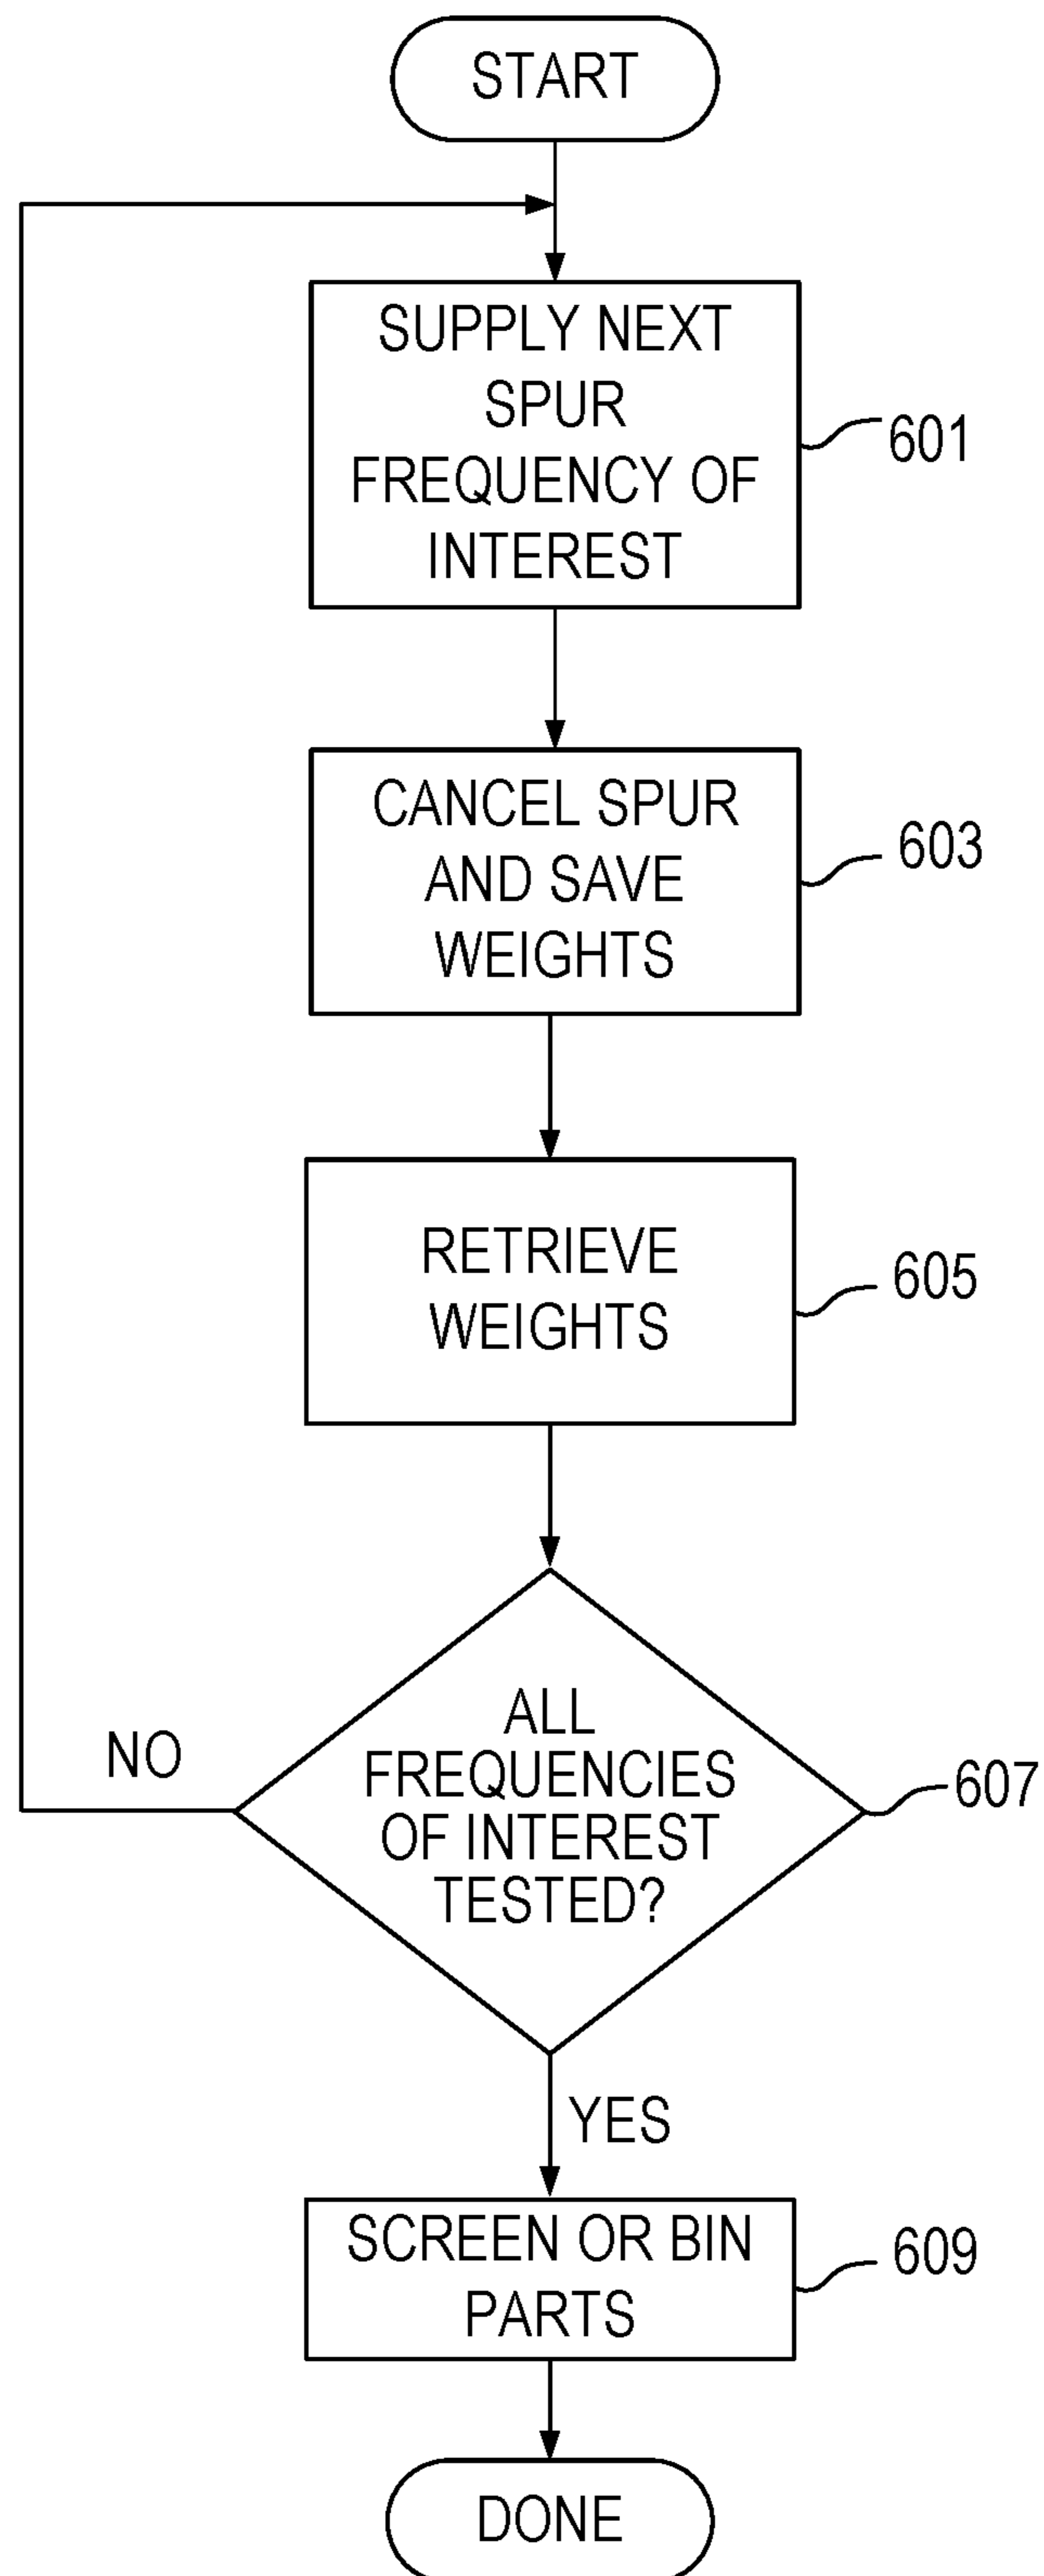 START
SUPPLY NEXT
SPUR
FREQUENCY OF
INTEREST
601
CANCEL SPUR
AND SAVE
WEIGHTS
603
RETRIEVE
WEIGHTS
605
ALL
FREQUENCIES
OF INTEREST
TESTED?
607
NO
YES
SCREEN OR BIN
PARTS
609
DONE